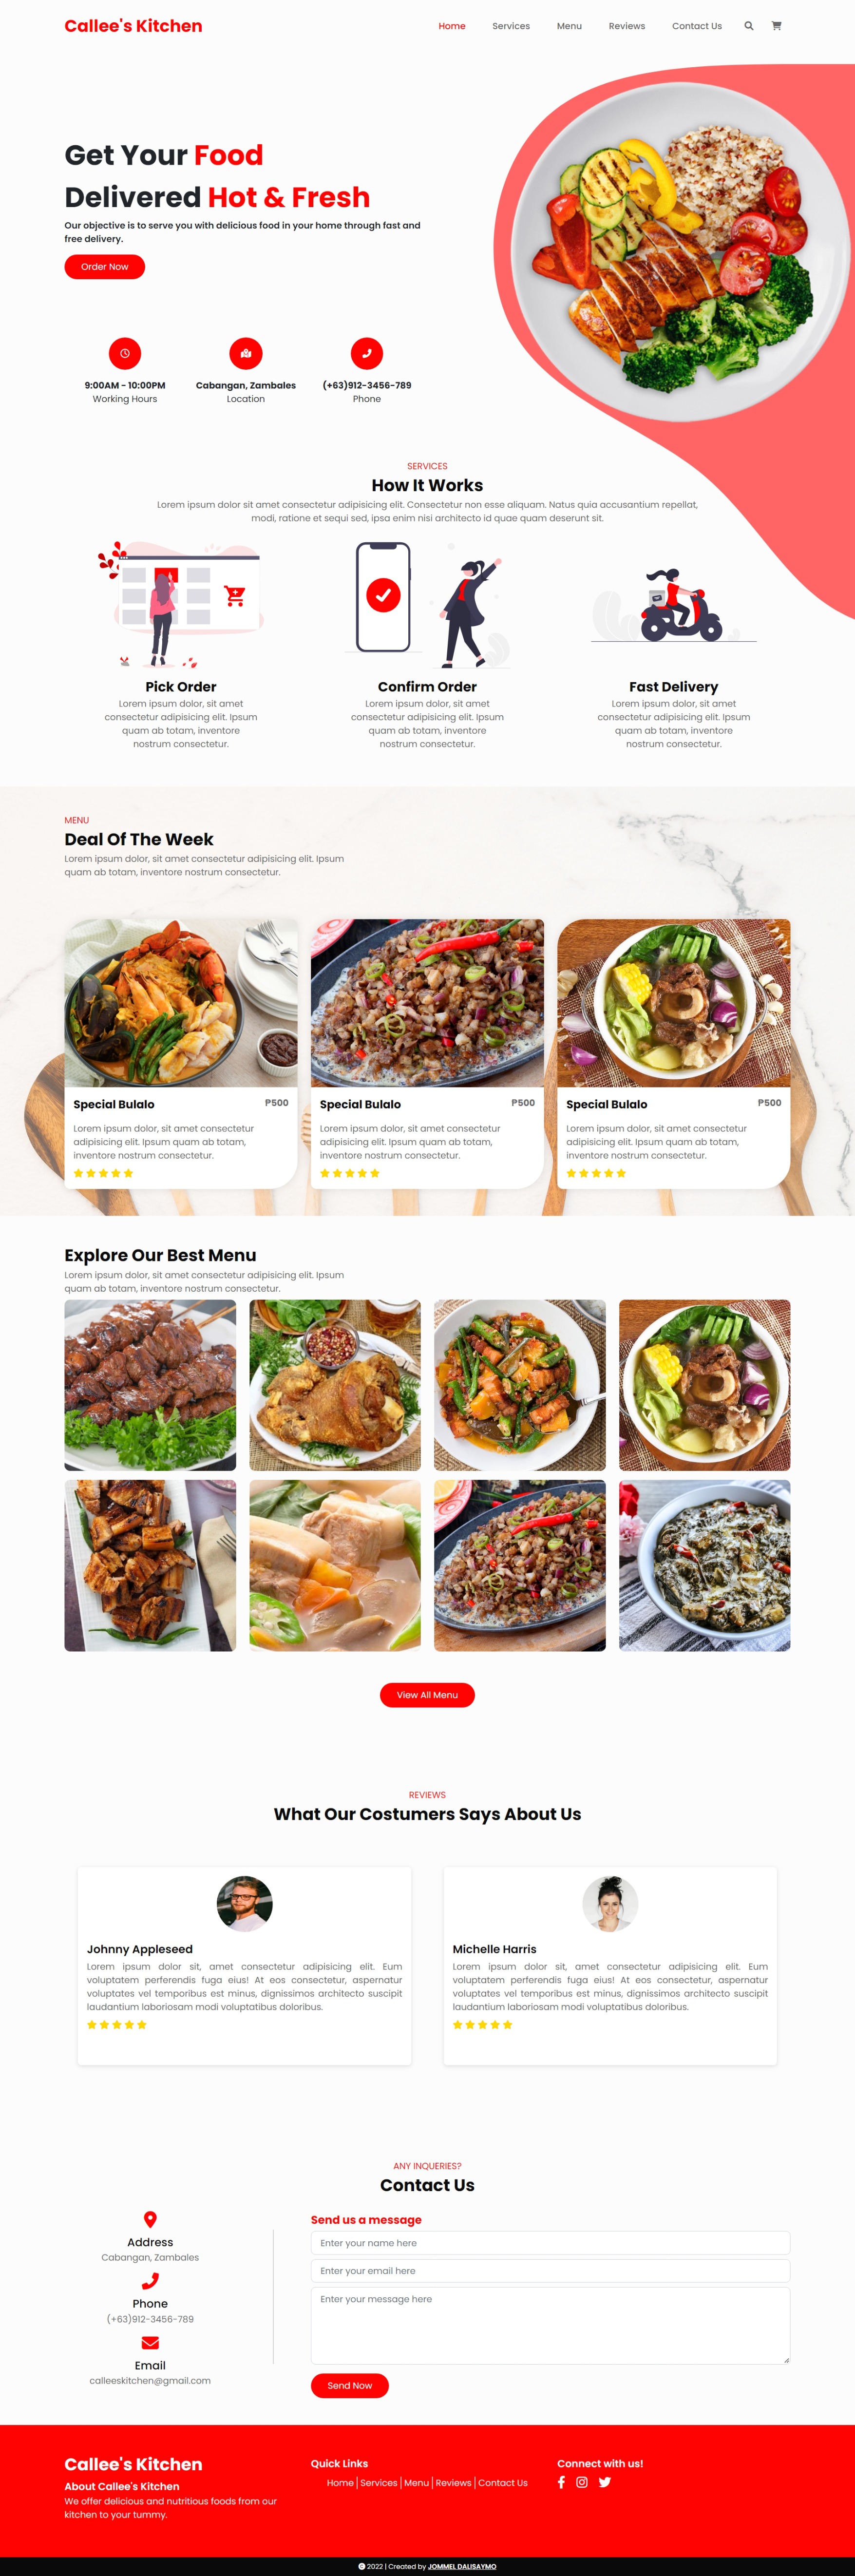 Callee's Kitchen
Home Services Menu Reviews Contact Us
Get Your Food
Delivered Hot & Fresh
Our objective is to serve you with delicious food in your home through fast and
free delivery.
Order Now
9:00AM - 10:00PM
Working Hours
Cabangan, Zambales
Location
(+63)912-3456-789
Phone
SERVICES
How It Works
Lorem ipsum dolor sit amet consectetur adipisicing elit. Consectetur non esse aliquam. Natus quia accusantium repellat,
modi, ratione et sequi sed, ipsa enim nisi architecto id quae quam deserunt sit.
Pick Order
Lorem ipsum dolor, sit amet
consectetur adipisicing elit. Ipsum
quam ab totam, inventore
nostrum consectetur.
Confirm Order
Lorem ipsum dolor, sit amet
consectetur adipisicing elit. Ipsum
quam ab totam, inventore
nostrum consectetur.
Fast Delivery
Lorem ipsum dolor, sit amet
consectetur adipisicing elit. Ipsum
quam ab totam, inventore
nostrum consectetur.
MENU
Deal Of The Week
Lorem ipsum dolor, sit amet consectetur adipisicing elit. Ipsum
quam ab totam, inventore nostrum consectetur.
Special Bulalo ₱500
Lorem ipsum dolor, sit amet consectetur
adipisicing elit. Ipsum quam ab totam,
inventore nostrum consectetur.
Special Bulalo ₱500
Lorem ipsum dolor, sit amet consectetur
adipisicing elit. Ipsum quam ab totam,
inventore nostrum consectetur.
Special Bulalo ₱500
Lorem ipsum dolor, sit amet consectetur
adipisicing elit. Ipsum quam ab totam,
inventore nostrum consectetur.
Explore Our Best Menu
Lorem ipsum dolor, sit amet consectetur adipisicing elit. Ipsum
quam ab totam, inventore nostrum consectetur.
View All Menu
REVIEWS
What Our Costumers Says About Us
Johnny Appleseed
Lorem ipsum dolor sit, amet consectetur adipisicing elit. Eum
voluptatem perferendis fuga eius! At eos consectetur, aspernatur
voluptates vel temporibus est minus, dignissimos architecto suscipit
laudantium laboriosam modi voluptatibus doloribus.
Michelle Harris
Lorem ipsum dolor sit, amet consectetur adipisicing elit. Eum
voluptatem perferendis fuga eius! At eos consectetur, aspernatur
voluptates vel temporibus est minus, dignissimos architecto suscipit
laudantium laboriosam modi voluptatibus doloribus.
ANY INQUERIES?
Contact Us
Address
Cabangan, Zambales
Phone
(+63)912-3456-789
Email
calleeskitchen@gmail.com
Send us a message
Enter your name here
Enter your email here
Enter your message here
Send Now
Callee's Kitchen
About Callee's Kitchen
We offer delicious and nutritious foods from our
kitchen to your tummy.
Quick Links
Home | Services | Menu | Reviews | Contact Us
Connect with us!
2022 | Created by JOMMEL DALISAYMO